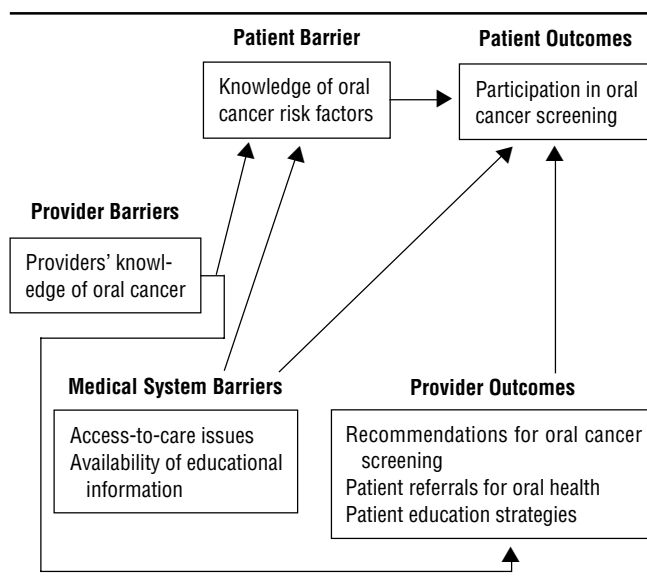 Patient Barrier
Knowledge of oral
cancer risk factors
Patient Outcomes
Participation in oral
cancer screening
Provider Barriers
Providers' knowl-
edge of oral cancer
Medical System Barriers
Access-to-care issues
Availability of educational
information
Provider Outcomes
Recommendations for oral cancer
screening
Patient referrals for oral health
Patient education strategies